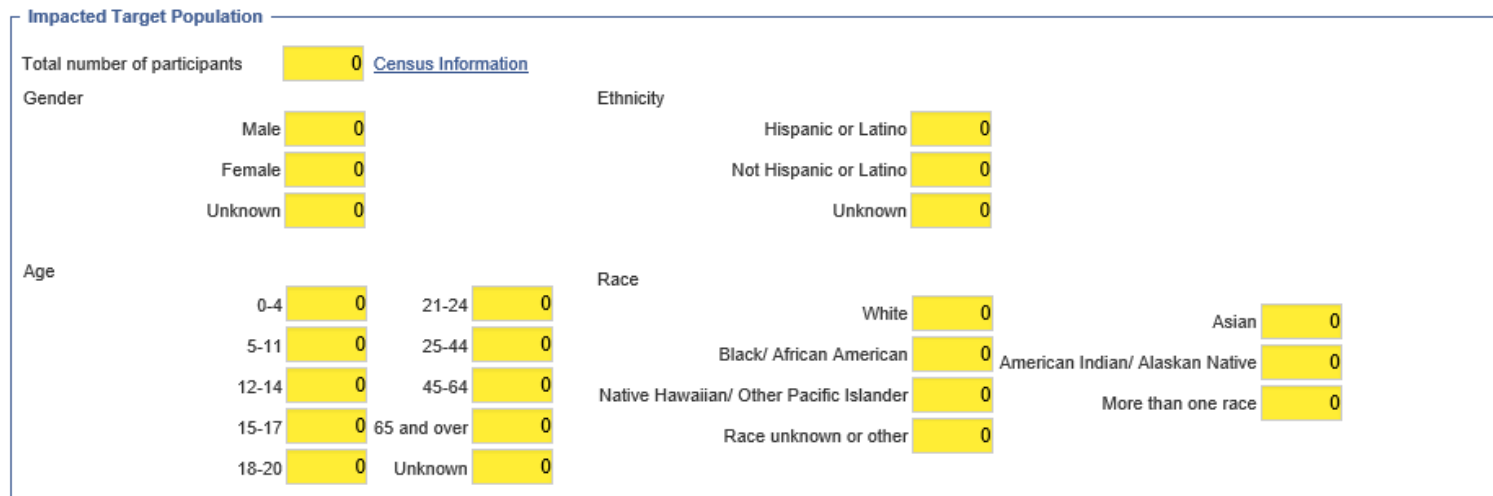 Impacted Target Population
Total number of participants 0 Census Information
Gender
Male 0
Female 0
Unknown 0
Ethnicity
Hispanic or Latino 0
Not Hispanic or Latino 0
Unknown 0
Age
0-4 0 21-24 0
5-11 0 25-44 0
12-14 0 45-64 0
15-17 0 65 and over 0
18-20 0 Unknown 0
Race
White 0 Asian 0
Black/ African American 0 American Indian/ Alaskan Native 0
Native Hawaiian/ Other Pacific Islander 0 More than one race 0
Race unknown or other 0